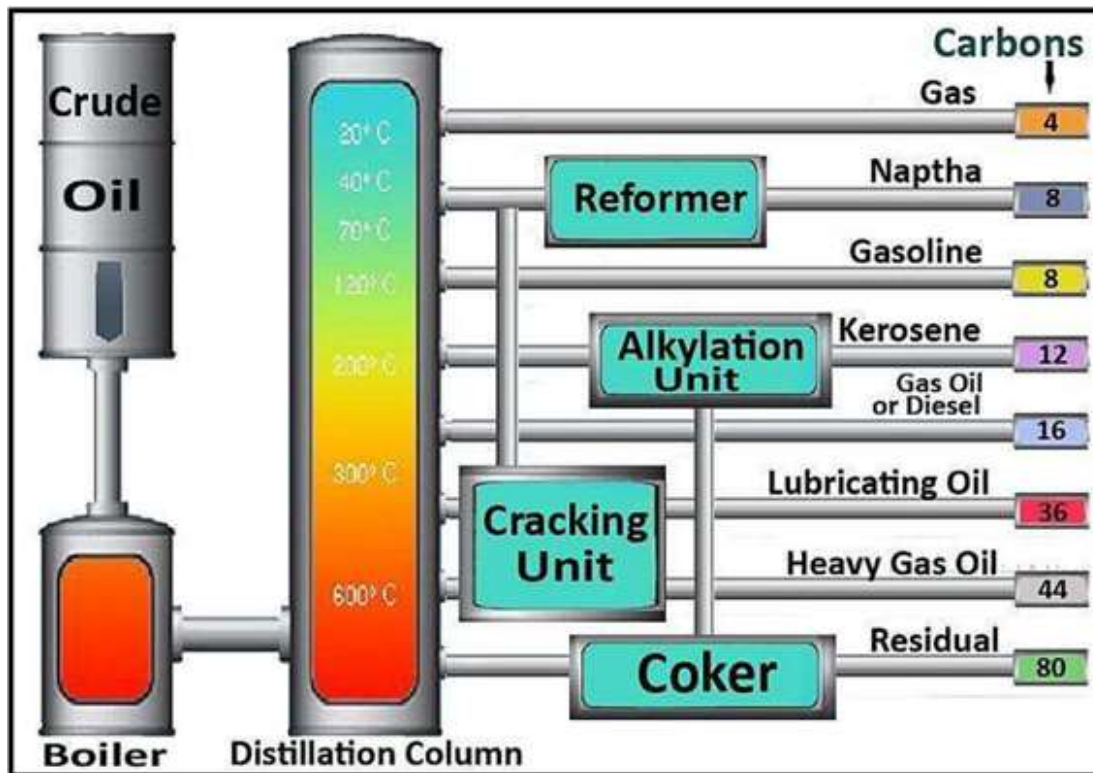 Carbons
Crude
Oil
Boiler
Distillation Column
20° C
40° C
70° C
120° C
200° C
300° C
600° C
Gas
4
Reformer
Naptha
8
Gasoline
8
Alkylation
Unit
Kerosene
12
Gas Oil
or Diesel
16
Cracking
Unit
Lubricating Oil
36
Heavy Gas Oil
44
Coker
Residual
80